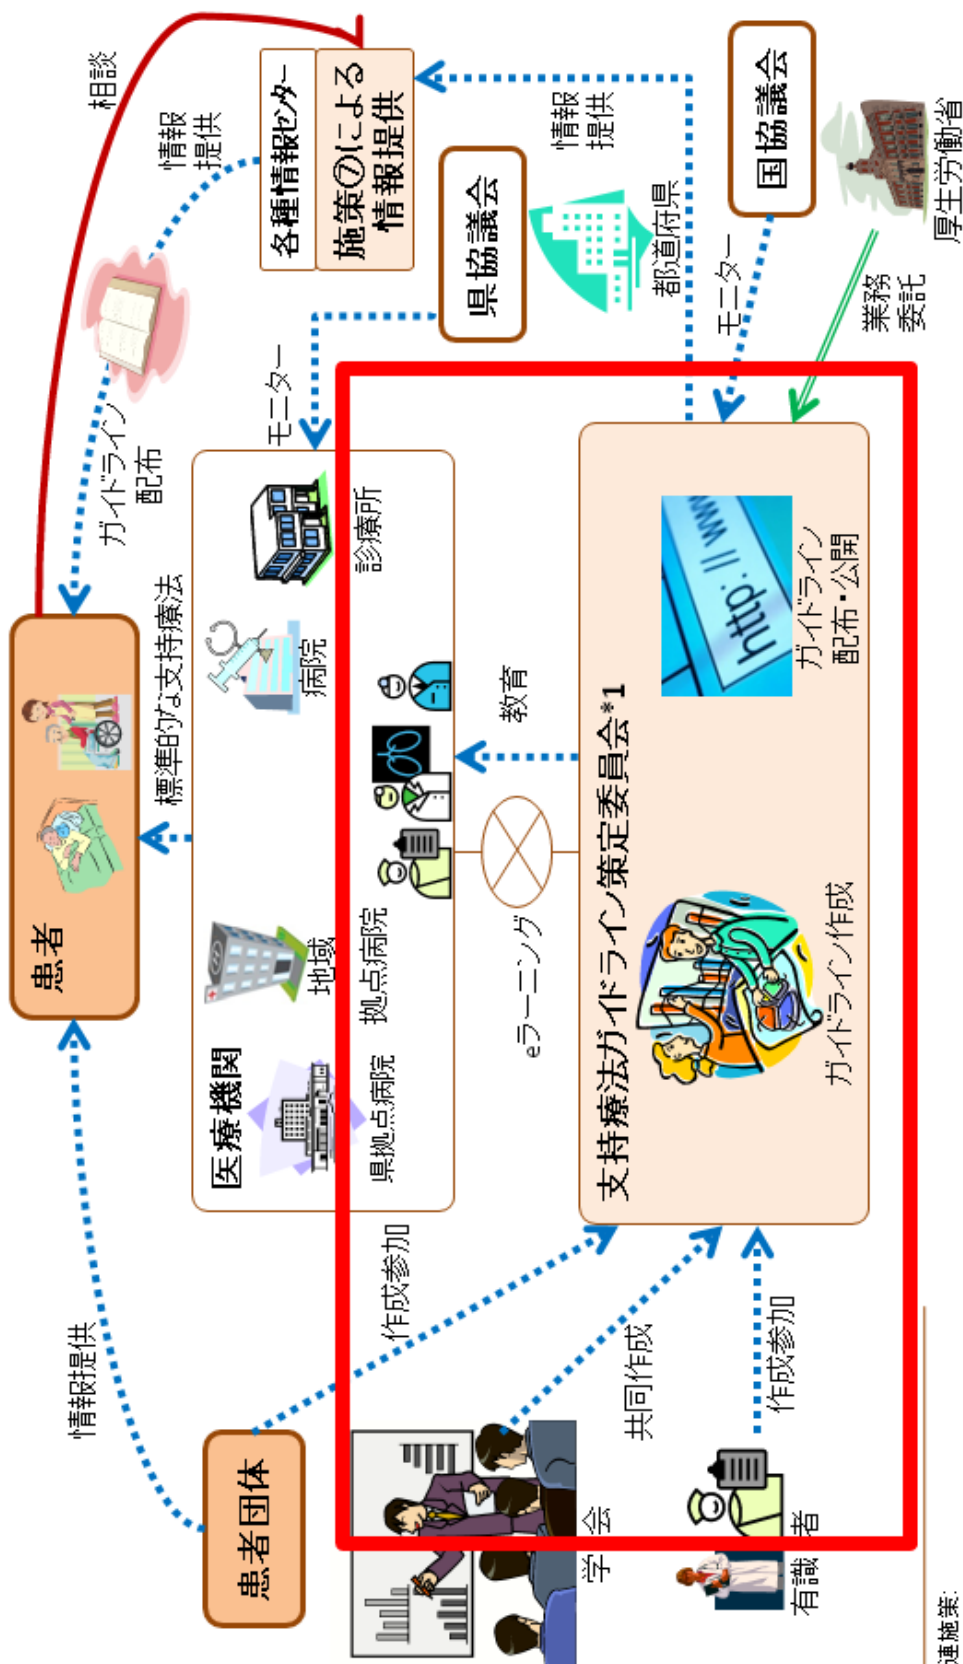 患者団体
情報提供
患者
ガイドライン
配布
情報
提供
相談
標準的な支持療法
各種情報センター
施策⑦による
情報提供
医療機関
県拠点病院
地域
拠点病院
病院
診療所
モニター
県協議会
都道府県
情報
提供
作成参加
eラーニング
教育
学会
共同作成
支持療法ガイドライン策定委員会*1
ガイドライン作成
http://www
ガイドライン
配布・公開
モニター
国協議会
有識者
作成参加
業務
委託
厚生労働省
連施策: